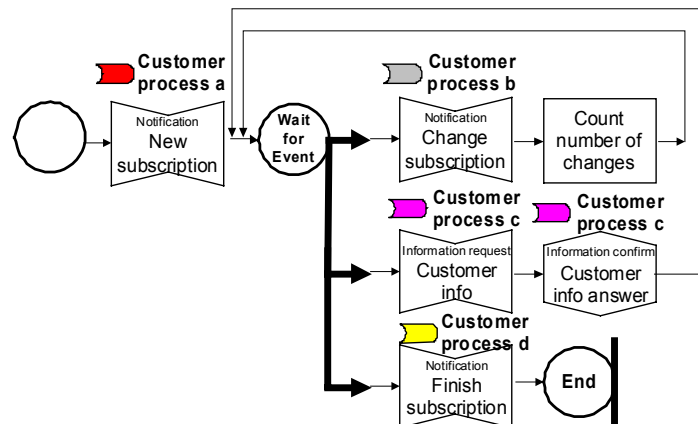 Customer
process a
Notification
New
subscription
Wait
for
Event
Customer
process b
Notification
Change
subscription
Count
number of
changes
Customer
process c
Information request
Customer
info
Customer
process c
Information confirm
Customer
info answer
Customer
process d
Notification
Finish
subscription
End